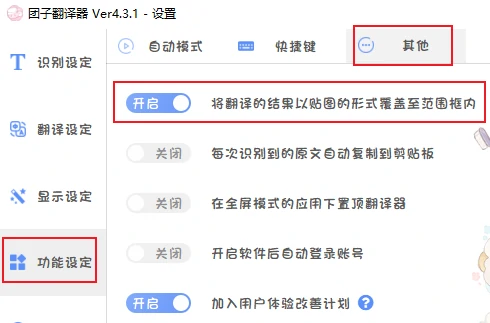 团子翻译器 Ver4.3.1 - 设置
识别设定
翻译设定
显示设定
功能设定
自动模式
快捷键
其他
开启 将翻译的结果以贴图的形式覆盖至范围框内
关闭 每次识别到的原文自动复制到剪贴板
关闭 在全屏模式的应用下置顶翻译器
关闭 开启软件后自动登录账号
开启 加入用户体验改善计划 ?